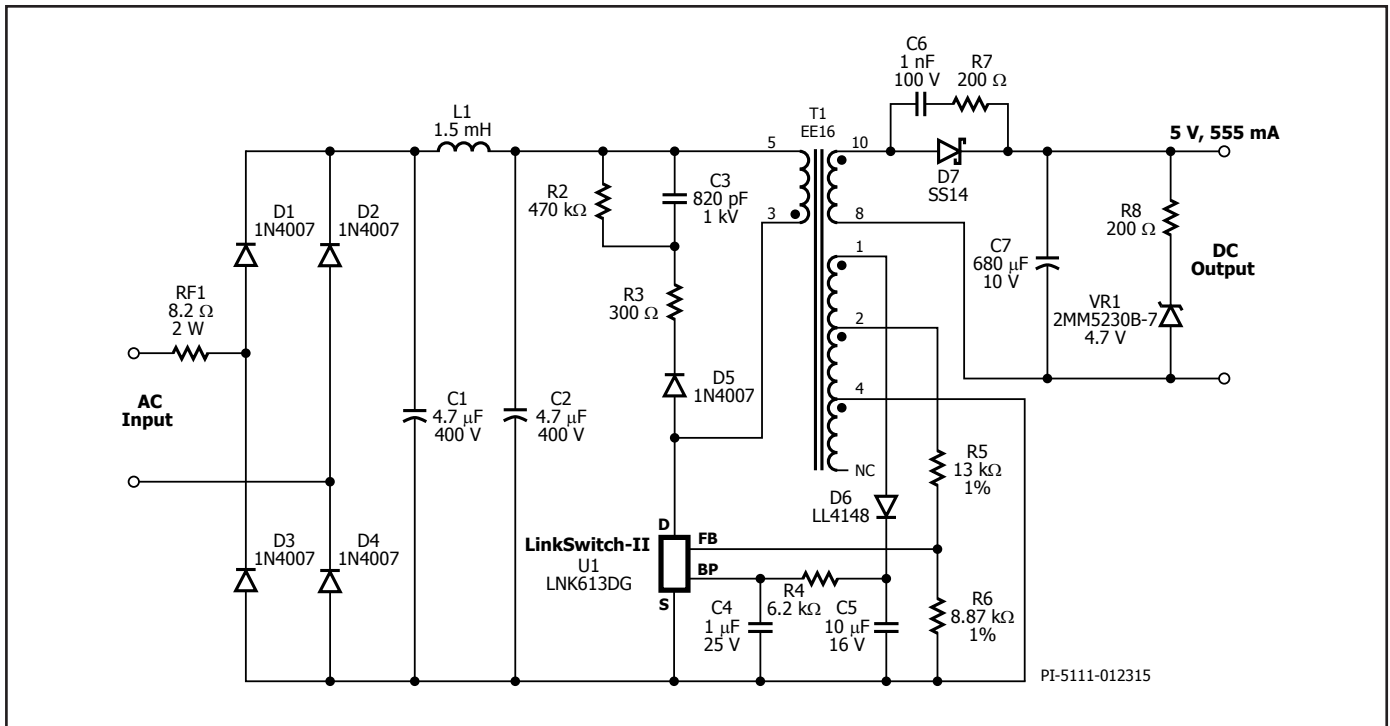 C6
1 nF
100 V
R7
200 Ω
L1
1.5 mH
T1
EE16
5 V, 555 mA
5
10
D7
SS14
R2
470 kΩ
C3
820 pF
1 kV
3
8
R8
200 Ω
D1
1N4007
D2
1N4007
1
C7
680 μF
10 V
DC
Output
RF1
8.2 Ω
2 W
R3
300 Ω
2
VR1
2MM5230B-7
4.7 V
D5
1N4007
4
AC
Input
C1
4.7 μF
400 V
C2
4.7 μF
400 V
NC
R5
13 kΩ
1%
D6
LL4148
D3
1N4007
D4
1N4007
LinkSwitch-II
U1
LNK613DG
D
FB
BP
S
R4
6.2 kΩ
C4
1 μF
25 V
C5
10 μF
16 V
R6
8.87 kΩ
1%
PI-5111-012315